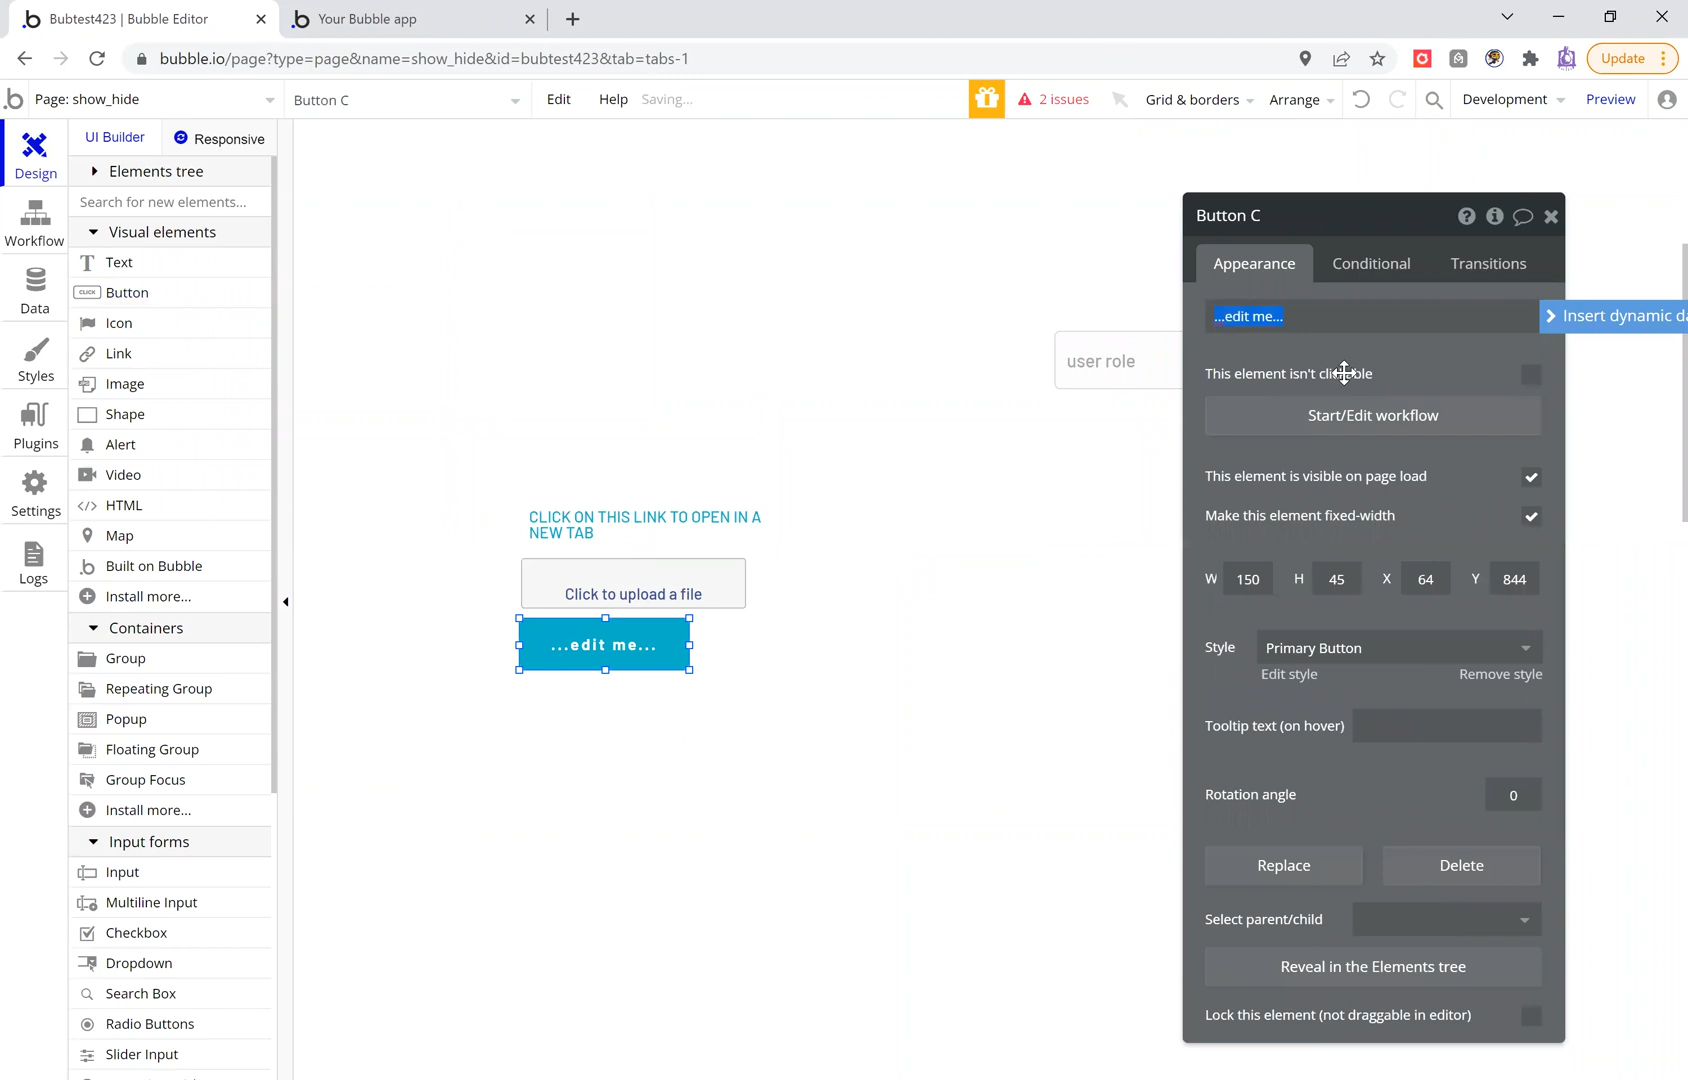 Bubtest423 | Bubble Editor
Your Bubble app
bubble.io/page?type=page&name=show_hide&id=bubtest423&tab=tabs-1
Update
Page: show_hide
Button C
Edit
Help
Saving...
2 issues
Grid & borders
Arrange
Development
Preview
Design
Workflow
Data
Styles
Plugins
Settings
Logs
UI Builder
Responsive
Elements tree
Search for new elements...
Visual elements
Text
CLICK
Button
Icon
Link
Image
Shape
Alert
Video
HTML
Map
Built on Bubble
Install more...
Containers
Group
Repeating Group
Popup
Floating Group
Group Focus
Install more...
Input forms
Input
Multiline Input
Checkbox
Dropdown
Search Box
Radio Buttons
Slider Input
user role
CLICK ON THIS LINK TO OPEN IN A
NEW TAB
Click to upload a file
...edit me...
Button C
Appearance
Conditional
Transitions
...edit me...
Insert dynamic da
This element isn't clickable
Start/Edit workflow
This element is visible on page load
Make this element fixed-width
W 150 H 45 X 64 Y 844
Style Primary Button
Edit style
Remove style
Tooltip text (on hover)
Rotation angle 0
Replace
Delete
Select parent/child
Reveal in the Elements tree
Lock this element (not draggable in editor)